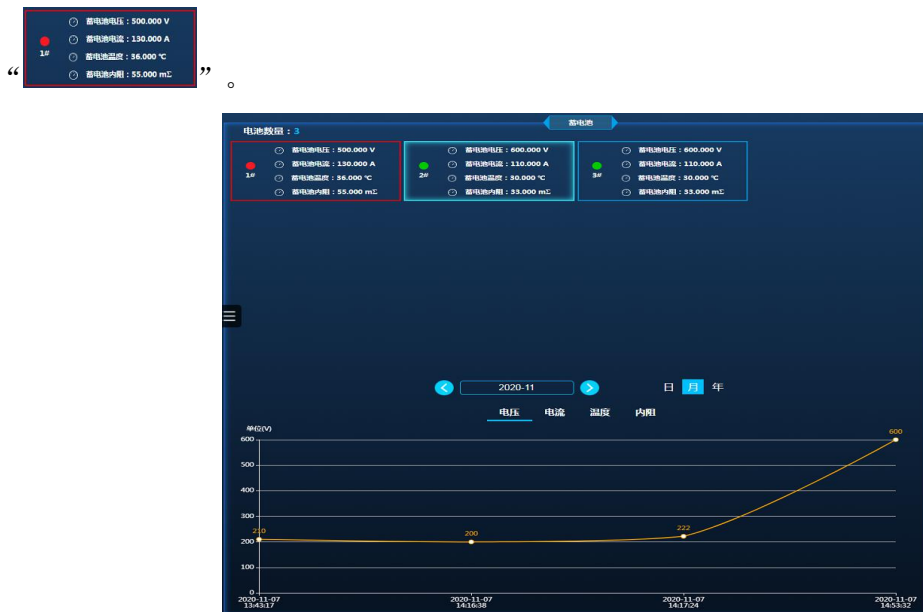 蓄电池电压：500.000 V
蓄电池电流：130.000 A
1#
蓄电池温度：36.000 ℃
蓄电池内阻：55.000 mΣ
“ ” 。
蓄电池
电池数量：3
蓄电池电压：500.000 V
蓄电池电流：130.000 A
1#
蓄电池温度：36.000 ℃
蓄电池内阻：55.000 mΣ
蓄电池电压：600.000 V
蓄电池电流：110.000 A
2#
蓄电池温度：30.000 ℃
蓄电池内阻：33.000 mΣ
蓄电池电压：600.000 V
蓄电池电流：110.000 A
3#
蓄电池温度：30.000 ℃
蓄电池内阻：33.000 mΣ
2020-11 日 月 年
电压 电流 温度 内阻
单位(V)
600
500
400
300
200
100
0
210
200
222
600
2020-11-07
13:43:17
2020-11-07
14:16:38
2020-11-07
14:17:24
2020-11-07
14:53:32